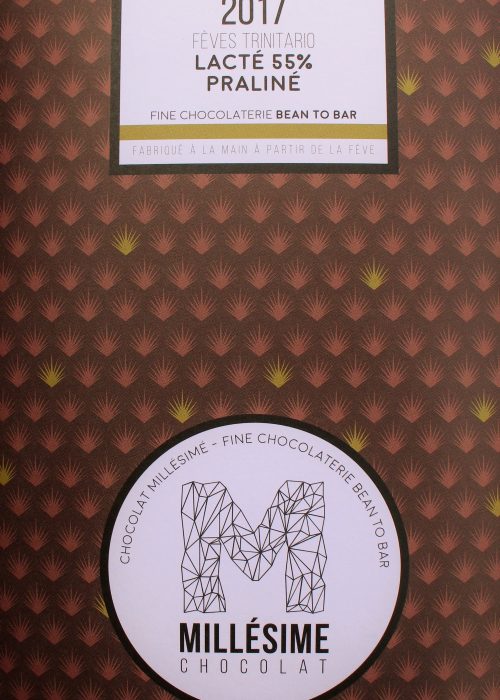 2017
FÈVES TRINITARIO
LACTÉ 55%
PRALINÉ
FINE CHOCOLATERIE BEAN TO BAR
FABRIQUÉ À LA MAIN À PARTIR DE LA FÈVE
CHOCOLAT MILLÉSIMÉ - FINE CHOCOLATERIE BEAN TO BAR
M
MILLÉSIME
CHOCOLAT